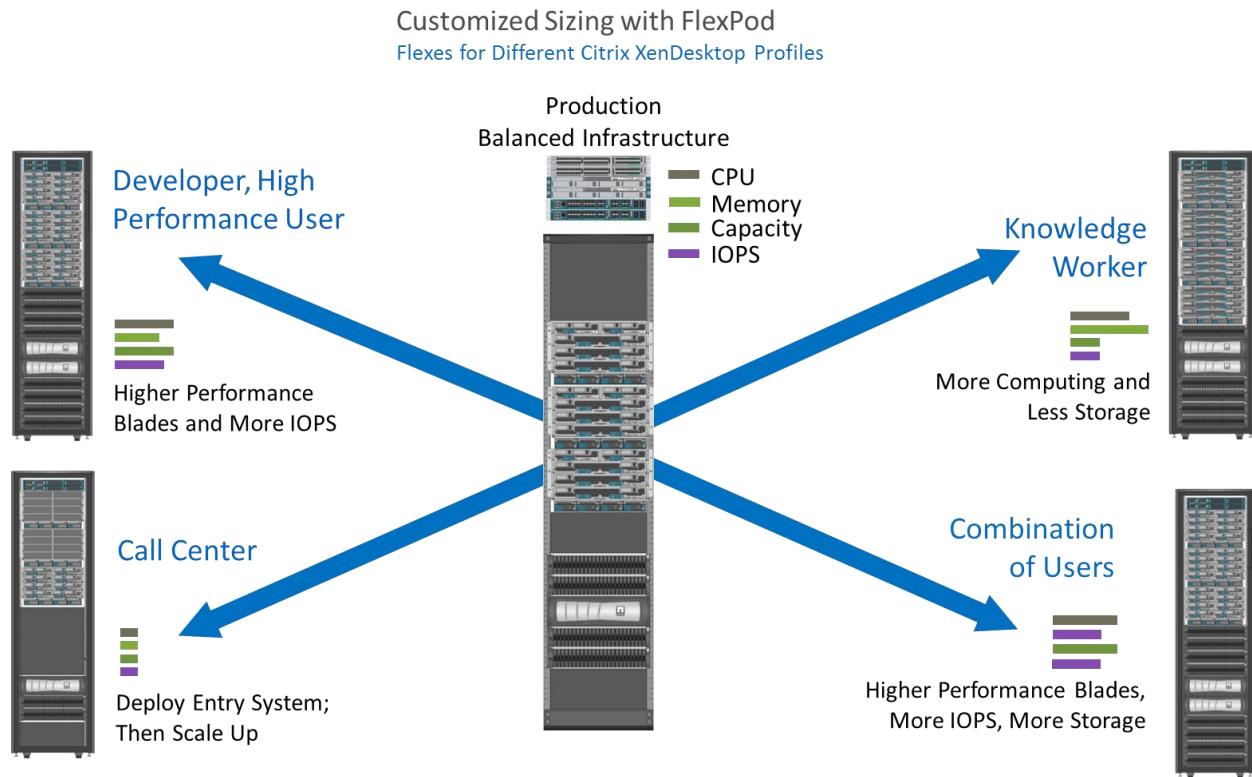 Customized Sizing with FlexPod
Flexes for Different Citrix XenDesktop Profiles
Production
Balanced Infrastructure
CPU
Memory
Capacity
IOPS
Developer, High
Performance User
Higher Performance
Blades and More IOPS
Knowledge
Worker
More Computing and
Less Storage
Call Center
Deploy Entry System;
Then Scale Up
Combination
of Users
Higher Performance Blades,
More IOPS, More Storage